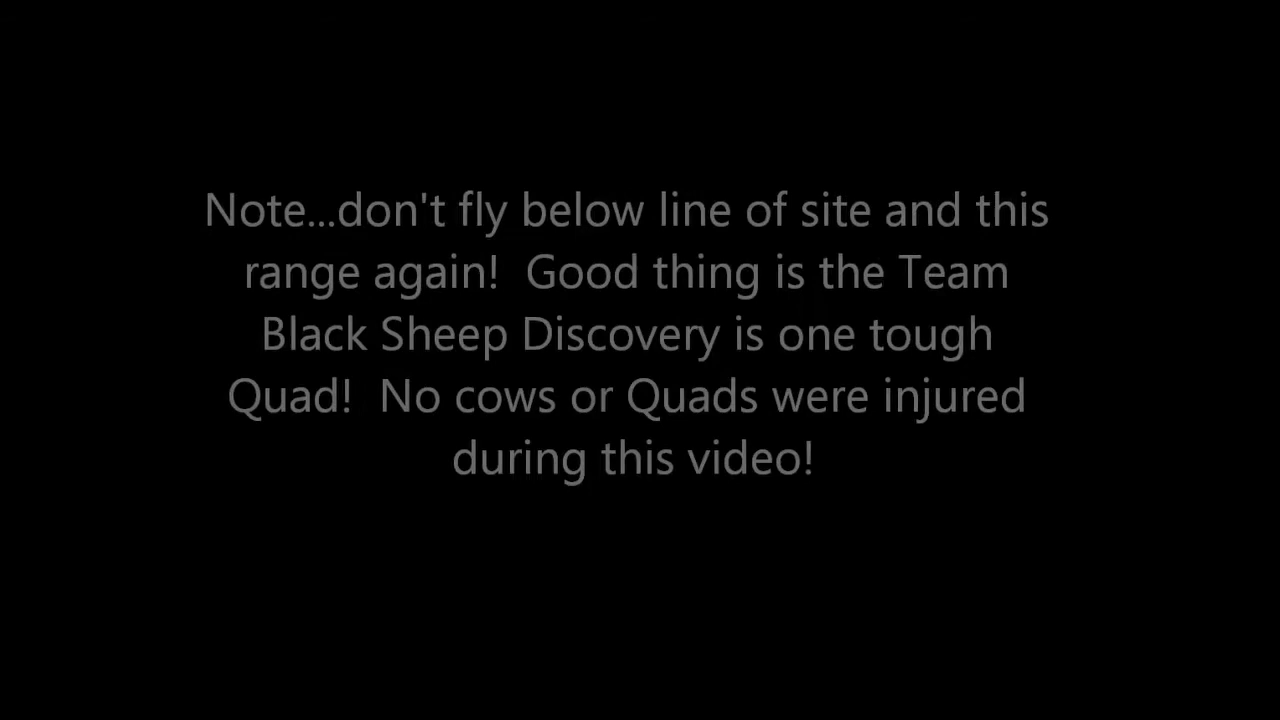 Note...don't fly below line of site and this
range again!  Good thing is the Team
Black Sheep Discovery is one tough
Quad!  No cows or Quads were injured
during this video!